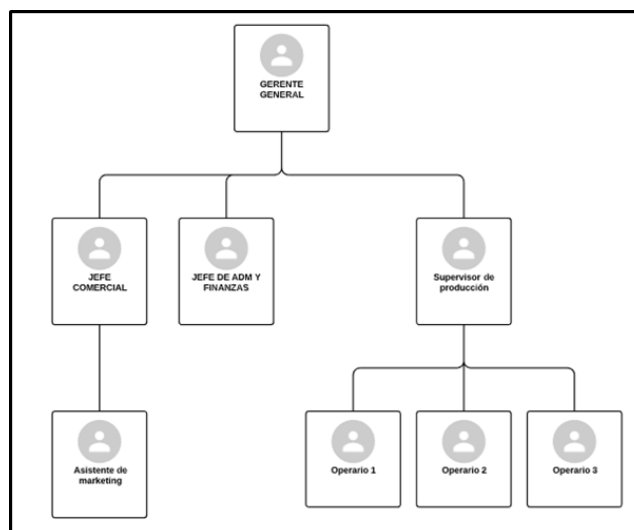 GERENTE
GENERAL
JEFE
COMERCIAL
JEFE DE ADM Y
FINANZAS
Supervisor de
producción
Asistente de
marketing
Operario 1
Operario 2
Operario 3